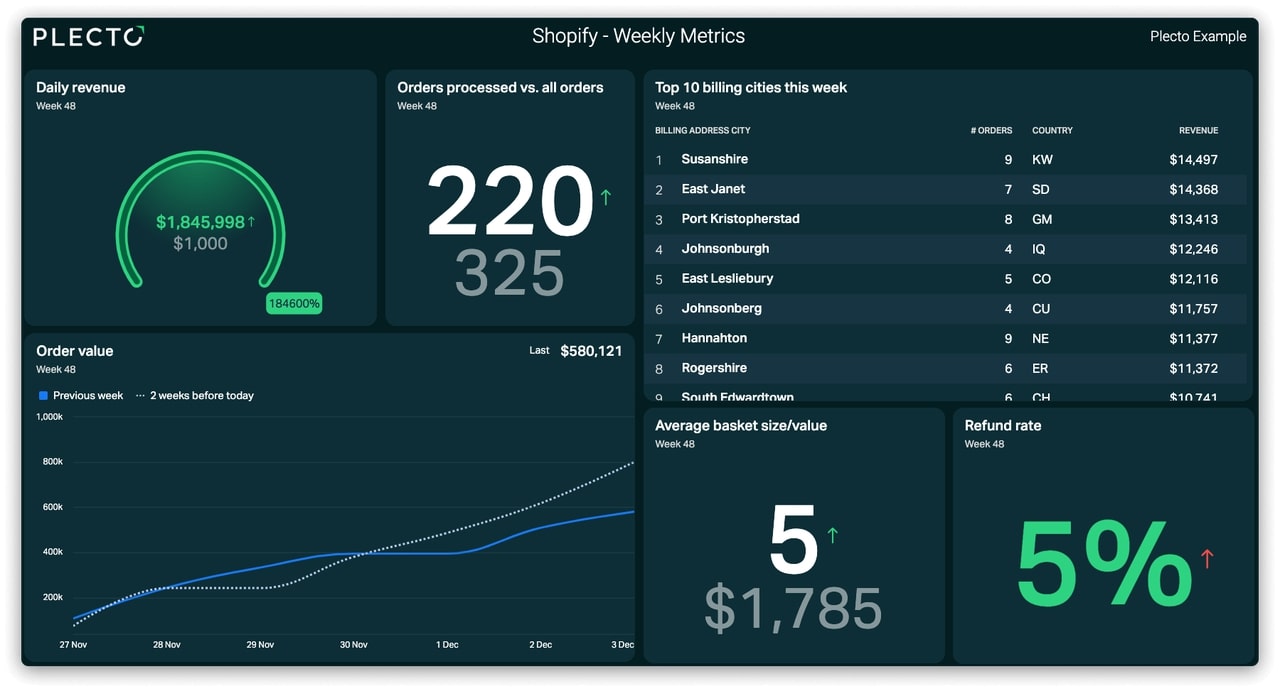 PLECTO
Shopify - Weekly Metrics
Plecto Example
Daily revenue
Week 48
$1,845,998↑
$1,000
184600%
Orders processed vs. all orders
Week 48
220↑
325
Top 10 billing cities this week
Week 48
BILLING ADDRESS CITY # ORDERS COUNTRY REVENUE
1 Susanshire 9 KW $14,497
2 East Janet 7 SD $14,368
3 Port Kristopherstad 8 GM $13,413
4 Johnsonburgh 4 IQ $12,246
5 East Lesliebury 5 CO $12,116
6 Johnsonberg 4 CU $11,757
7 Hannahton 9 NE $11,377
8 Rogershire 6 ER $11,372
9 South Edwardtown 6 CH $10,741
Order value
Week 48
Last $580,121
Previous week ··· 2 weeks before today
1,000k
800k
600k
400k
200k
27 Nov 28 Nov 29 Nov 30 Nov 1 Dec 2 Dec 3 Dec
Average basket size/value
Week 48
5↑
$1,785
Refund rate
Week 48
5%↑